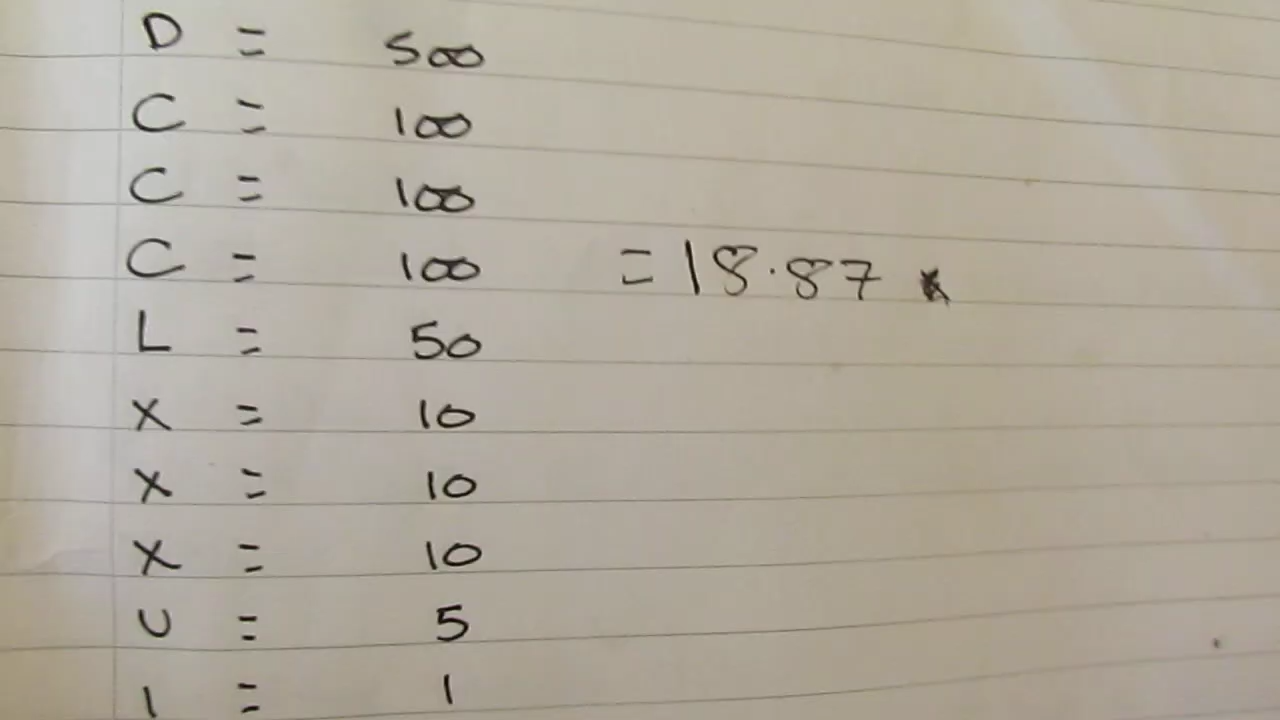 D = 500
C = 100
C = 100
C = 100 = 18.87
L = 50
X = 10
X = 10
X = 10
U = 5
I = 1